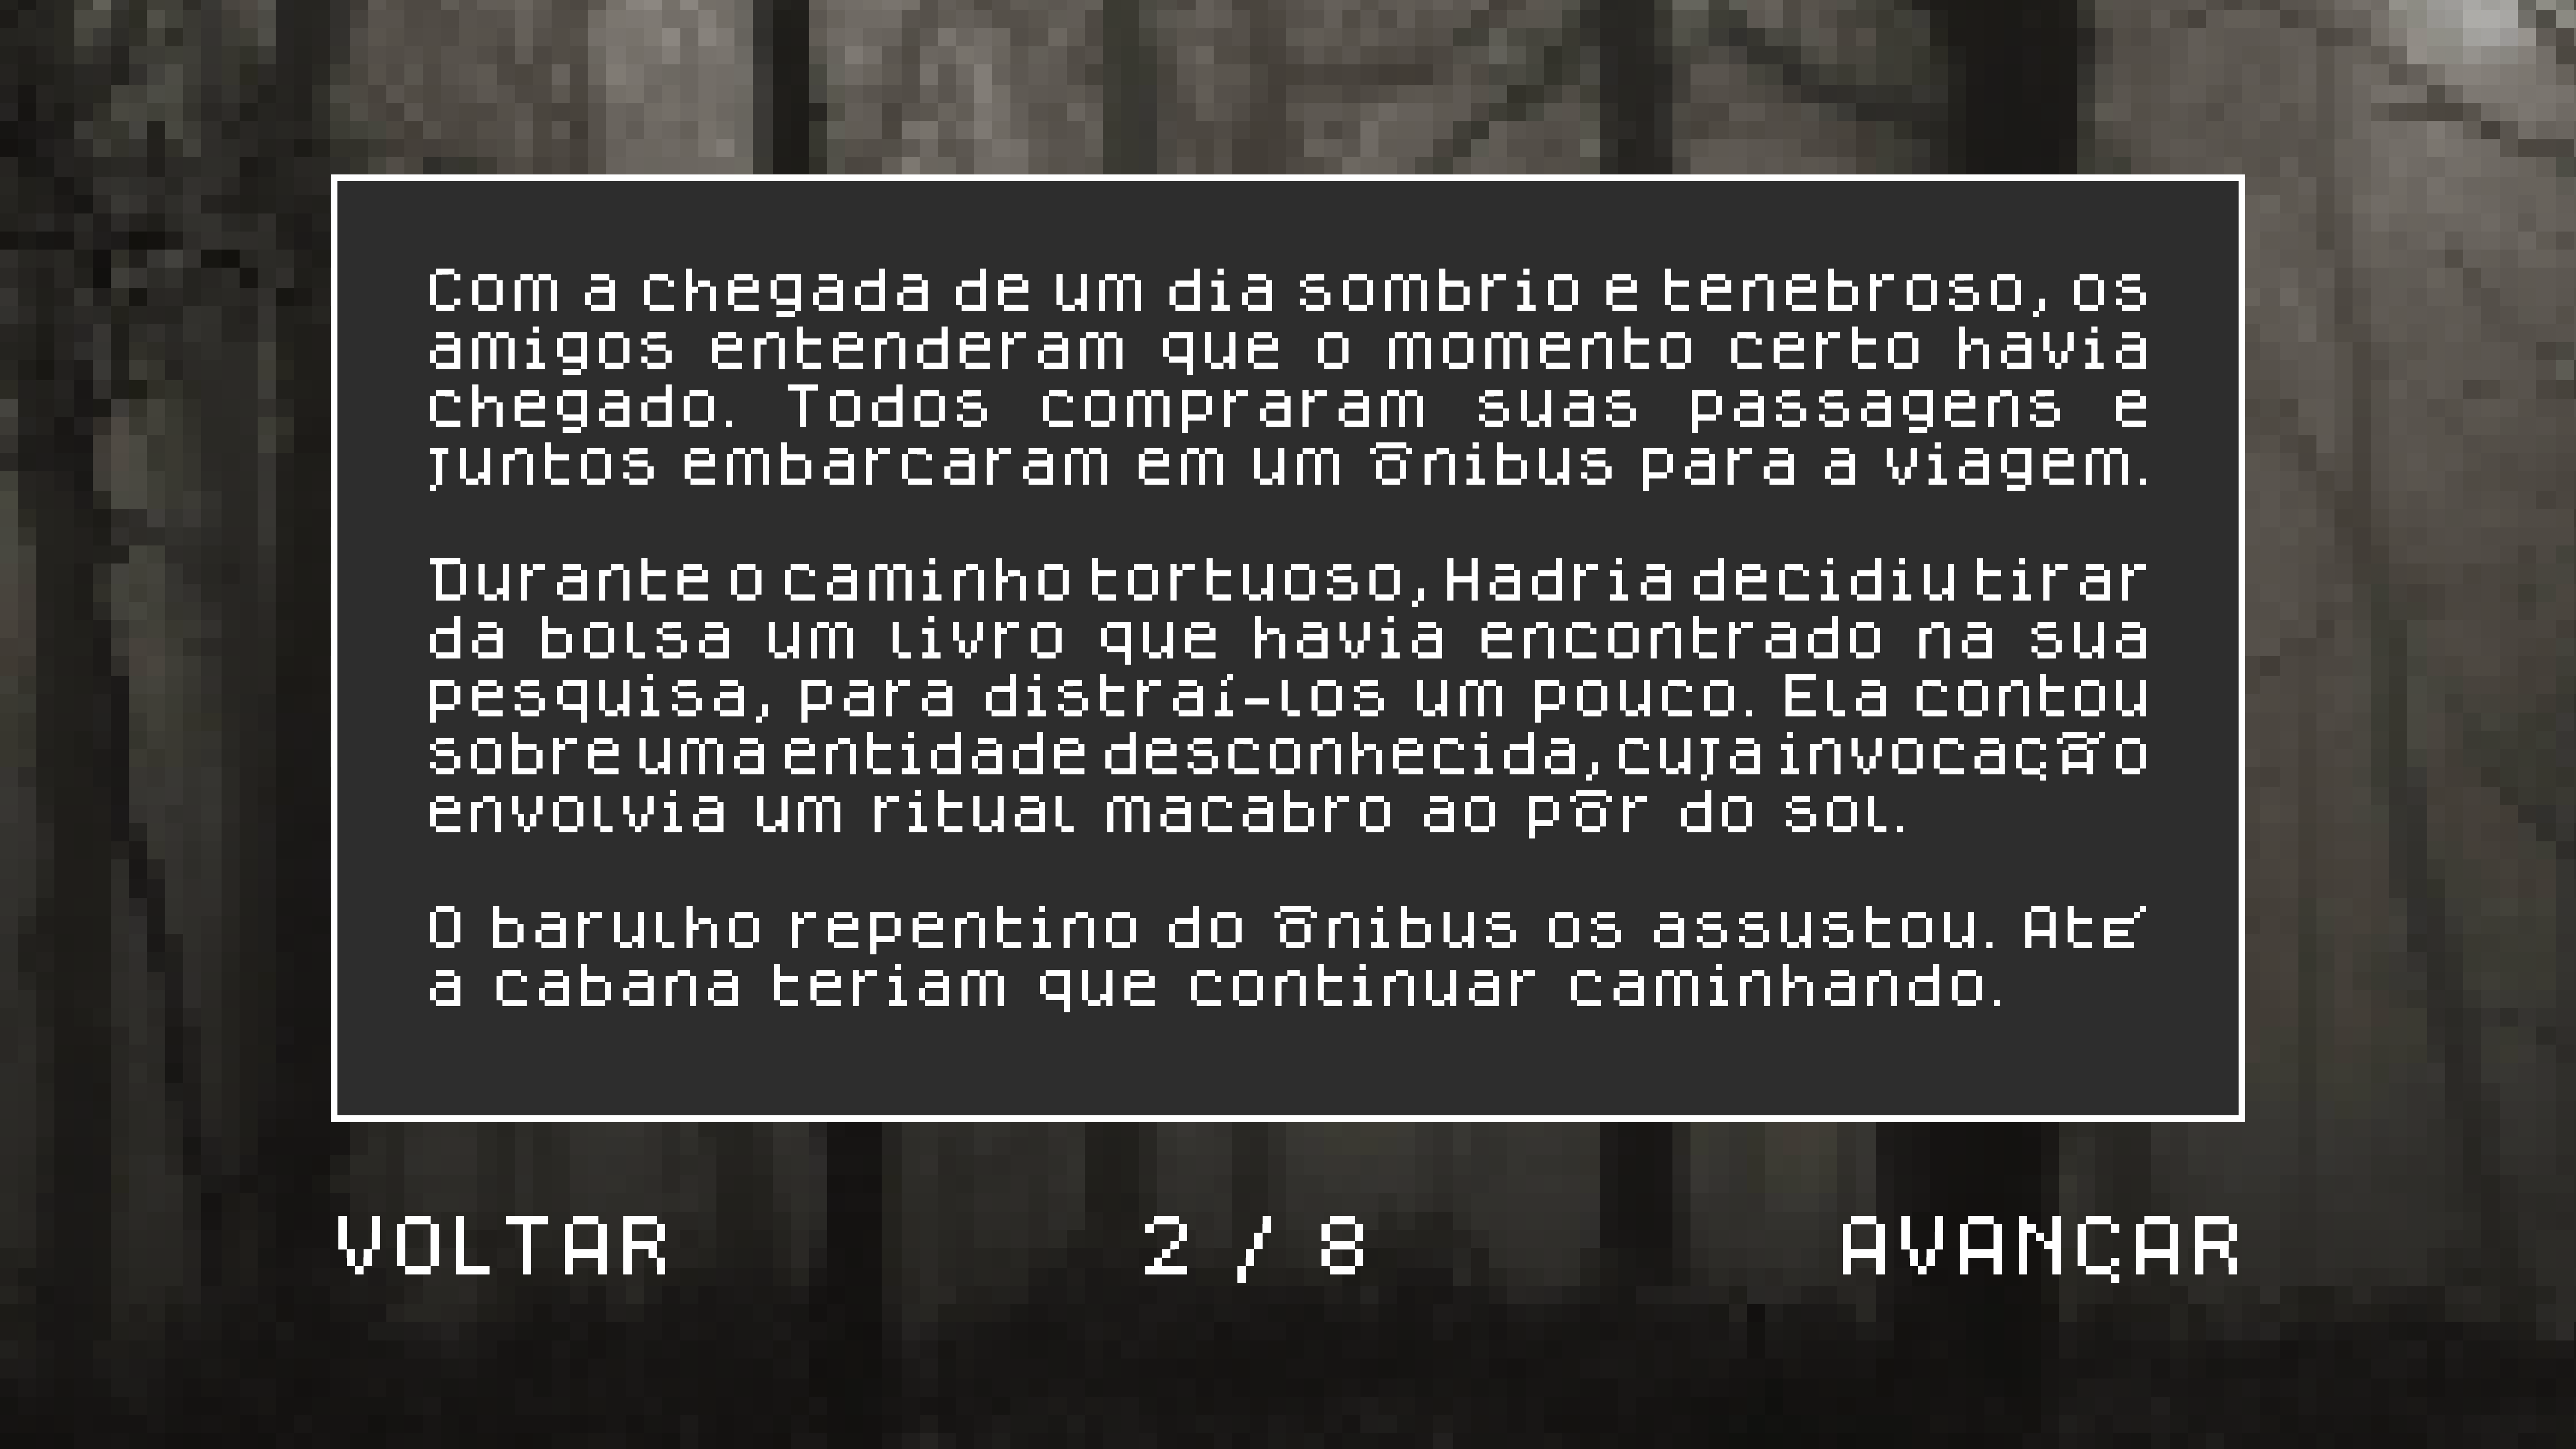 Com a chegada de um dia sombrio e tenebroso, os
amigos entenderam que o momento certo havia
chegado. Todos compraram suas passagens e
juntos embarcaram em um ônibus para a viagem.
Durante o caminho tortuoso, Hadria decidiu tirar
da bolsa um livro que havia encontrado na sua
pesquisa, para distraí-los um pouco. Ela contou
sobre uma entidade desconhecida, cuja invocação
envolvia um ritual macabro ao pôr do sol.
O barulho repentino do ônibus os assustou. Até
a cabana teriam que continuar caminhando.
VOLTAR 2 / 8 AVANÇAR